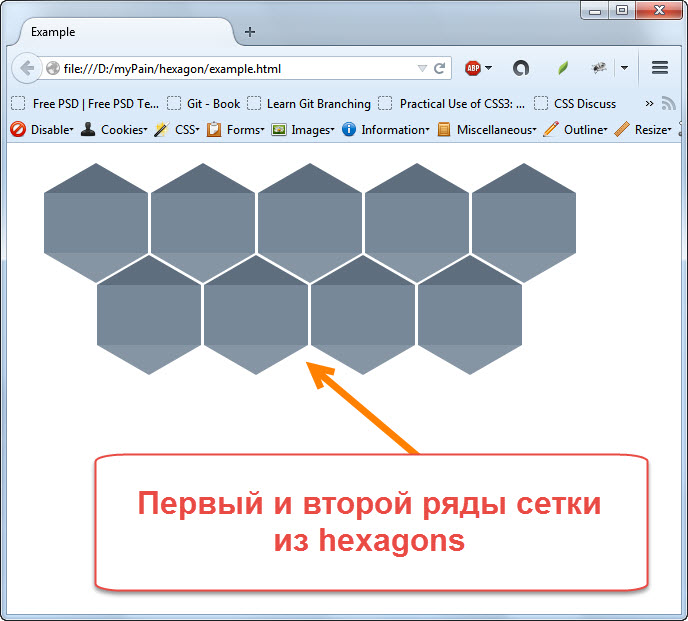 Example
file:///D:/myPain/hexagon/example.html
ABP
Free PSD | Free PSD Te... Git - Book Learn Git Branching Practical Use of CSS3: ... CSS Discuss »
Disable Cookies CSS Forms Images Information Miscellaneous Outline Resize
Первый и второй ряды сетки
из hexagons